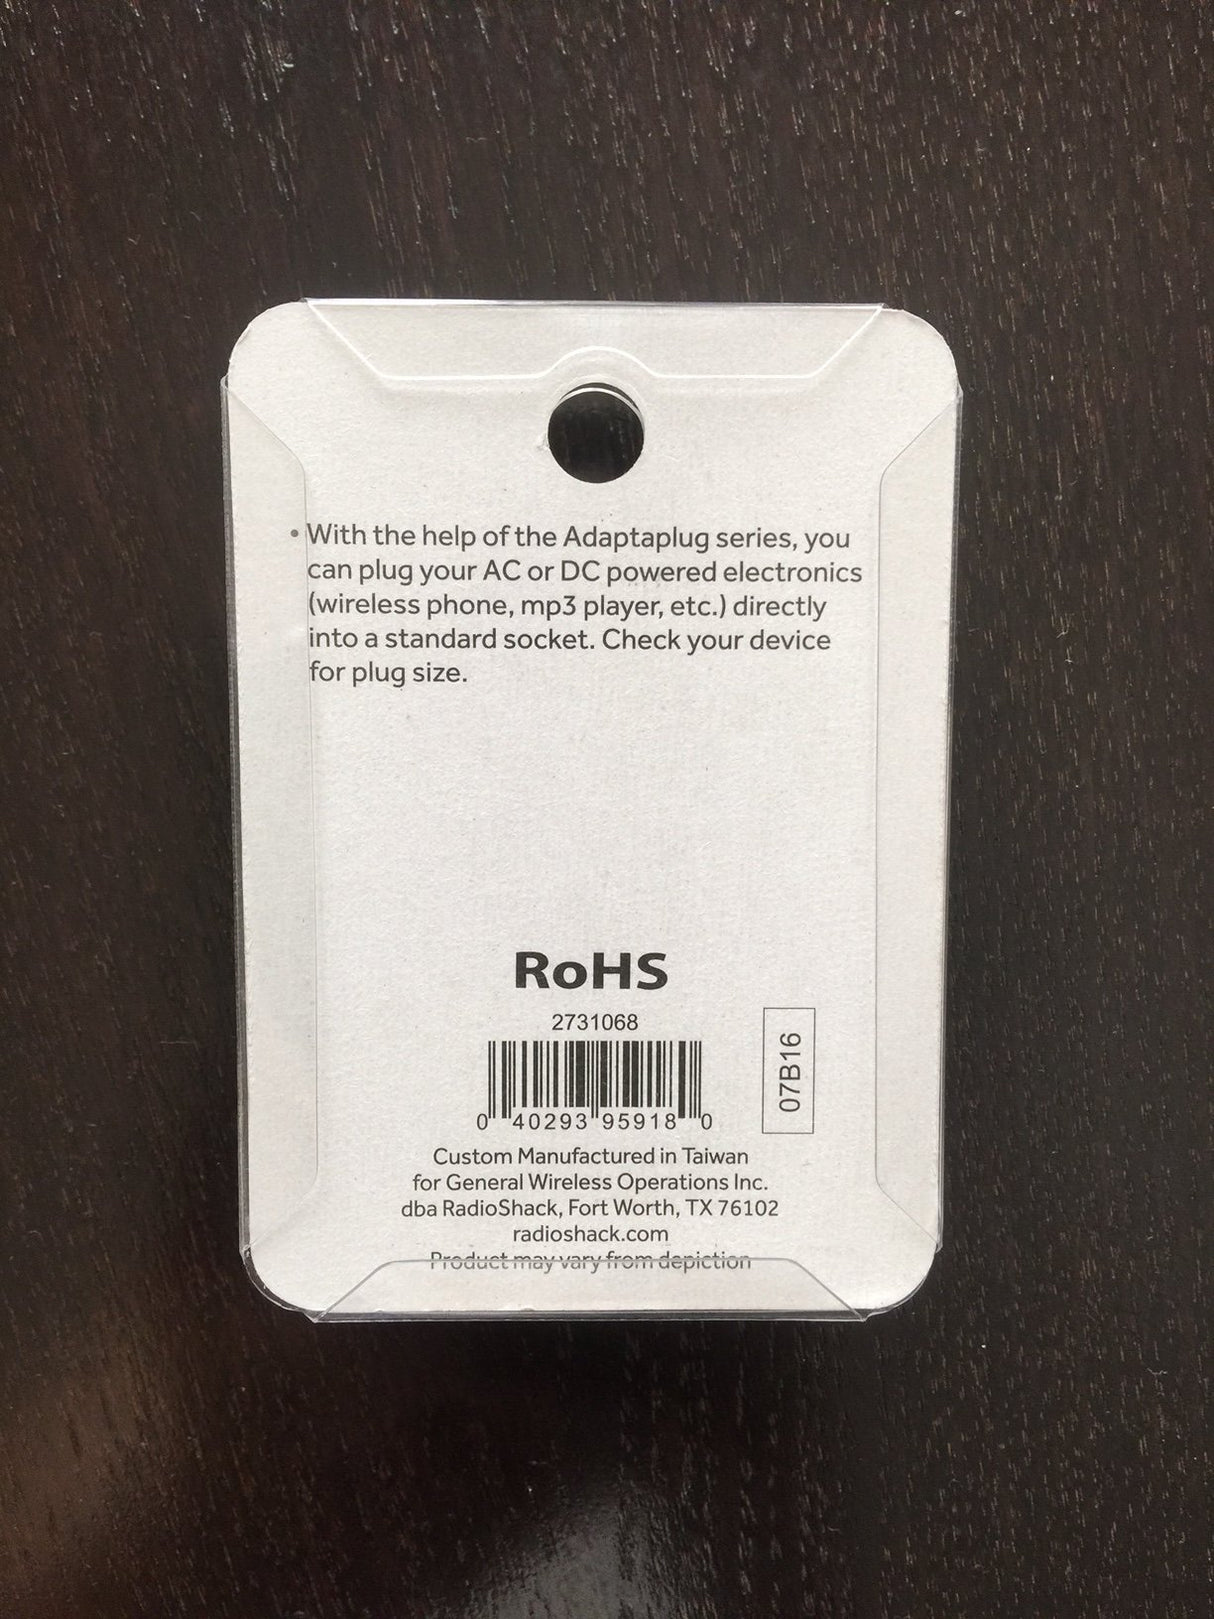 • With the help of the Adaptaplug series, you
can plug your AC or DC powered electronics
(wireless phone, mp3 player, etc.) directly
into a standard socket. Check your device
for plug size.
RoHS
2731068
07B16
0 40293 95918 0
Custom Manufactured in Taiwan
for General Wireless Operations Inc.
dba RadioShack, Fort Worth, TX 76102
radioshack.com
Product may vary from depiction